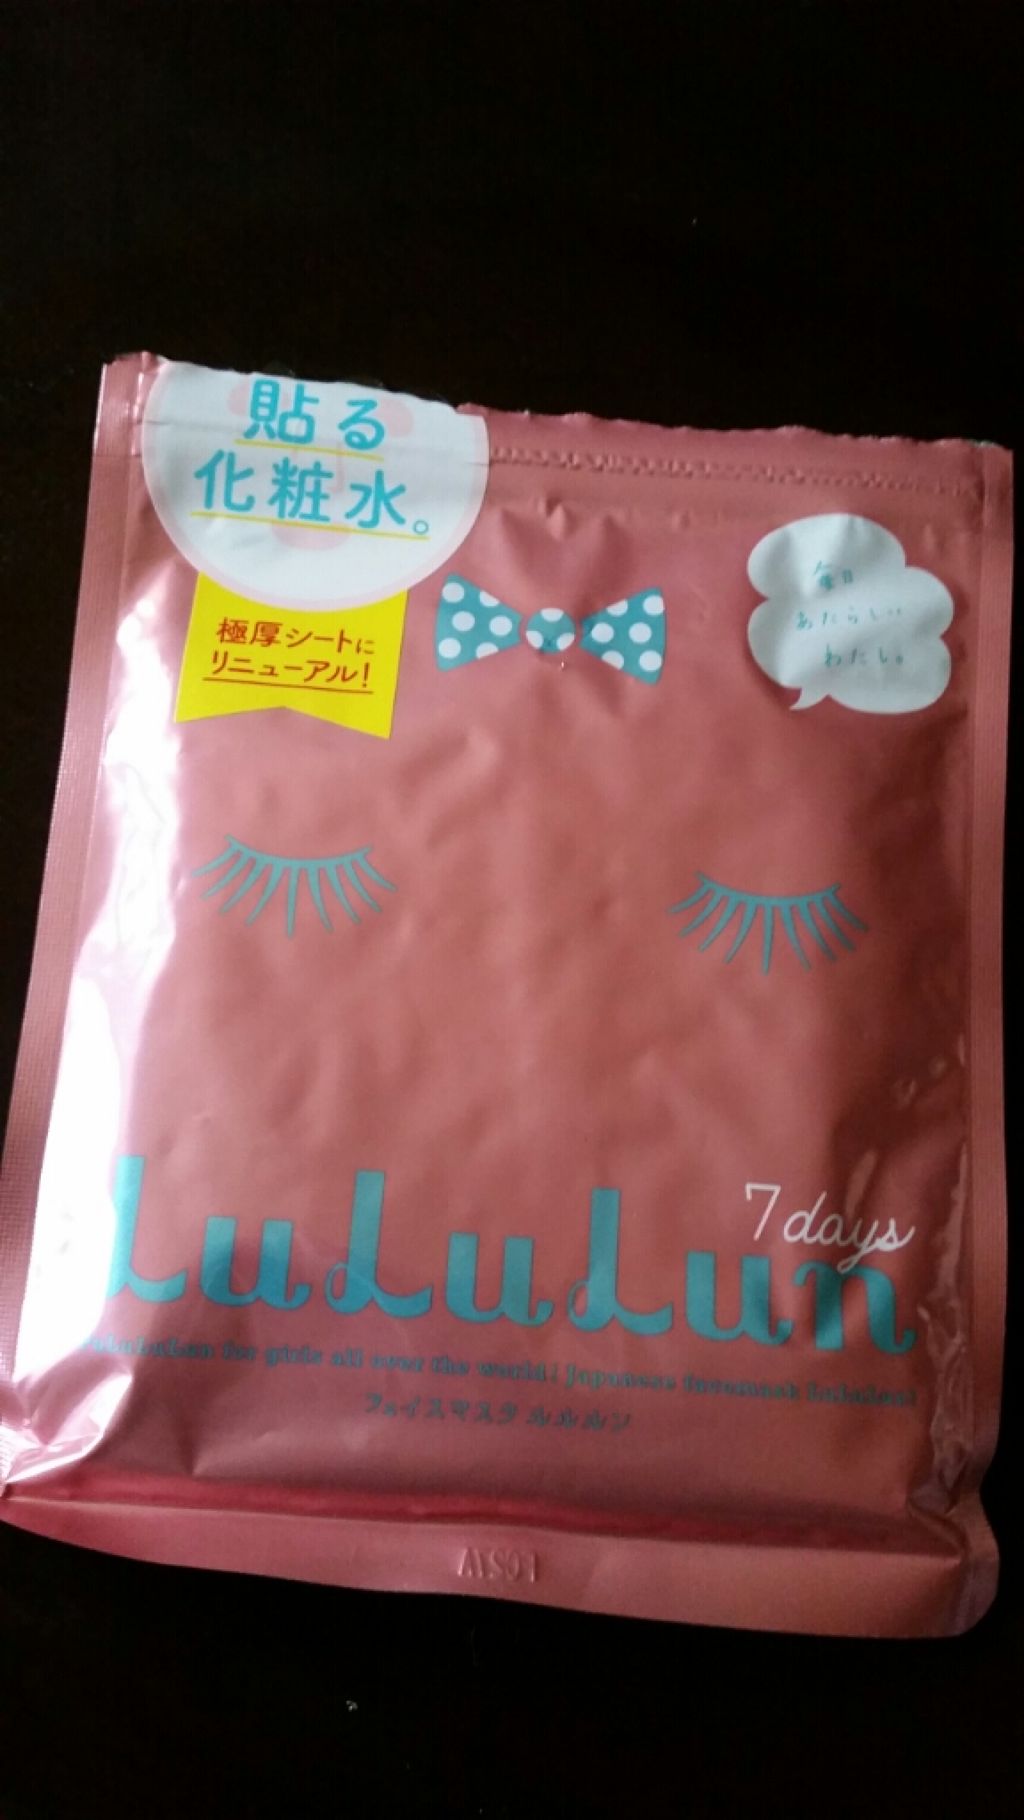 貼る
化粧水。
極厚シートに
リニューアル!
毎日
あたらしい
わたし。
7days
LuLuLun
LuLuLun for girls all over the world! Japanese facemask LuLuLun!
フェイスマスク ルルルン